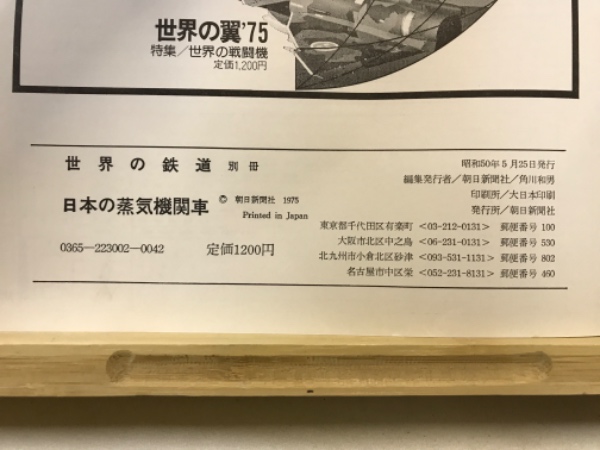 世界の翼'75
特集/世界の戦闘機
定価1,200円
世界の鉄道 別冊
日本の蒸気機関車 © 朝日新聞社 1975
Printed in Japan
0365—223002—0042 定価1200円
昭和50年5月25日発行
編集発行者/朝日新聞社/角川和男
印刷所/大日本印刷
発行所/朝日新聞社
東京都千代田区有楽町 <03-212-0131> 郵便番号 100
大阪市北区中之島 <06-231-0131> 郵便番号 530
北九州市小倉北区砂津 <093-531-1131> 郵便番号 802
名古屋市中区栄 <052-231-8131> 郵便番号 460